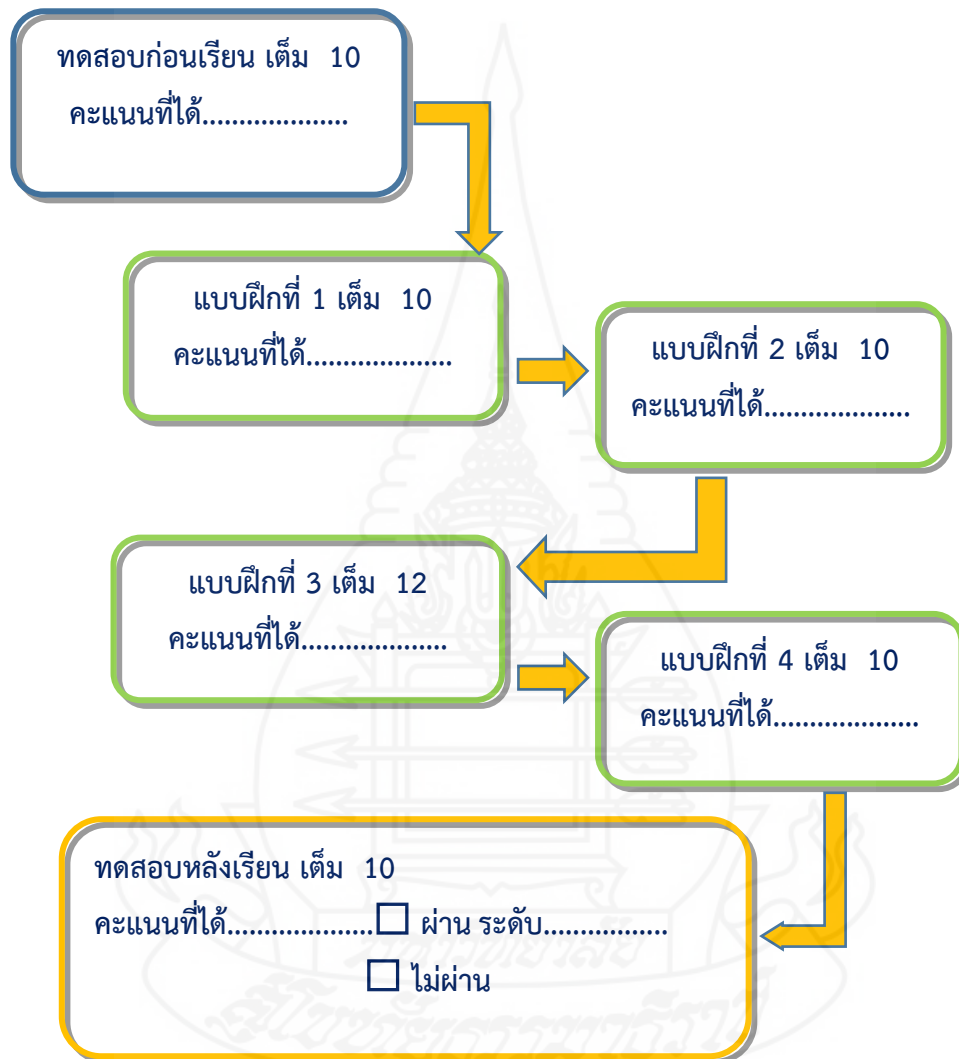 ทดสอบก่อนเรียน เต็ม 10
คะแนนที่ได้....................
แบบฝึกที่ 1 เต็ม 10
คะแนนที่ได้....................
แบบฝึกที่ 2 เต็ม 10
คะแนนที่ได้....................
แบบฝึกที่ 3 เต็ม 12
คะแนนที่ได้....................
แบบฝึกที่ 4 เต็ม 10
คะแนนที่ได้....................
ทดสอบหลังเรียน เต็ม 10
คะแนนที่ได้....................☐ ผ่าน ระดับ.................
☐ ไม่ผ่าน